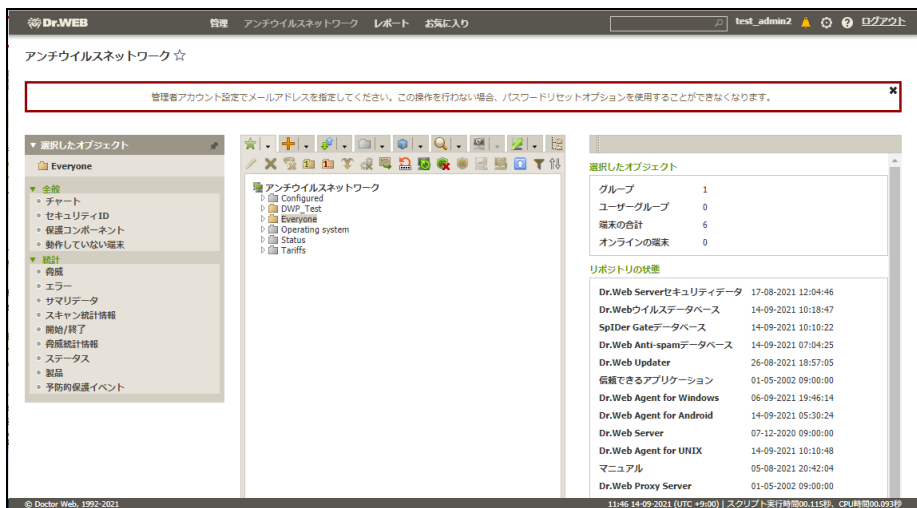 Dr.WEB
管理 アンチウイルスネットワーク レポート お気に入り
test_admin2 ログアウト
アンチウイルスネットワーク
管理者アカウント設定でメールアドレスを指定してください。この操作を行わない場合、パスワードリセットオプションを使用することができなくなります。
選択したオブジェクト
Everyone
全般
チャート
セキュリティID
保護コンポーネント
動作していない端末
統計
脅威
エラー
サマリデータ
スキャン統計情報
開始/終了
脅威統計情報
ステータス
製品
予防的保護イベント
アンチウイルスネットワーク
Configured
DWP_Test
Everyone
Operating system
Status
Tariffs
選択したオブジェクト
グループ 1
ユーザーグループ 0
端末の合計 6
オンラインの端末 0
リポジトリの状態
Dr.Web Serverセキュリティデータ 17-08-2021 12:04:46
Dr.Webウイルスデータベース 14-09-2021 10:18:47
SpIDer Gateデータベース 14-09-2021 10:10:22
Dr.Web Anti-spamデータベース 14-09-2021 07:04:25
Dr.Web Updater 26-08-2021 18:57:05
信頼できるアプリケーション 01-05-2002 09:00:00
Dr.Web Agent for Windows 06-09-2021 19:46:14
Dr.Web Agent for Android 14-09-2021 05:30:24
Dr.Web Server 07-12-2020 09:00:00
Dr.Web Agent for UNIX 14-09-2021 10:10:48
マニュアル 05-08-2021 20:42:04
Dr.Web Proxy Server 01-05-2002 09:00:00
© Doctor Web, 1992-2021
11:46 14-09-2021 (UTC +9:00) | スクリプト実行時間00.115秒、CPU時間00.093秒